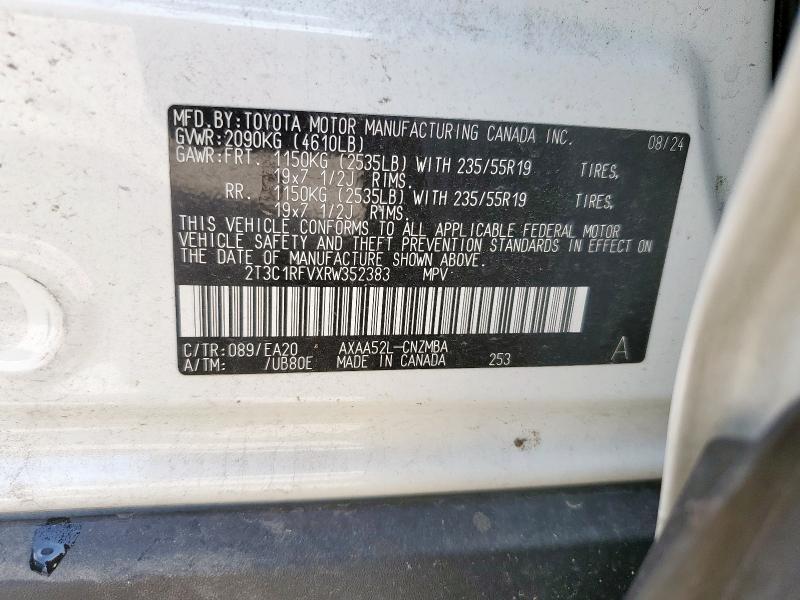 MFD.BY:TOYOTA MOTOR MANUFACTURING CANADA INC. 08/24
GVWR:2090KG (4610LB)
GAWR:FRT. 1150KG (2535LB) WITH 235/55R19 TIRES,
19x7 1/2J RIMS.
RR. 1150KG (2535LB) WITH 235/55R19 TIRES,
19x7 1/2J RIMS.
THIS VEHICLE CONFORMS TO ALL APPLICABLE FEDERAL MOTOR
VEHICLE SAFETY AND THEFT PREVENTION STANDARDS IN EFFECT ON
THE DATE OF MANUFACTURE SHOWN ABOVE.
2T3C1RFVXRW352383 MPV
C/TR:089/EA20 AXAA52L-CNZMBA A
A/TM: /UB80E MADE IN CANADA 253